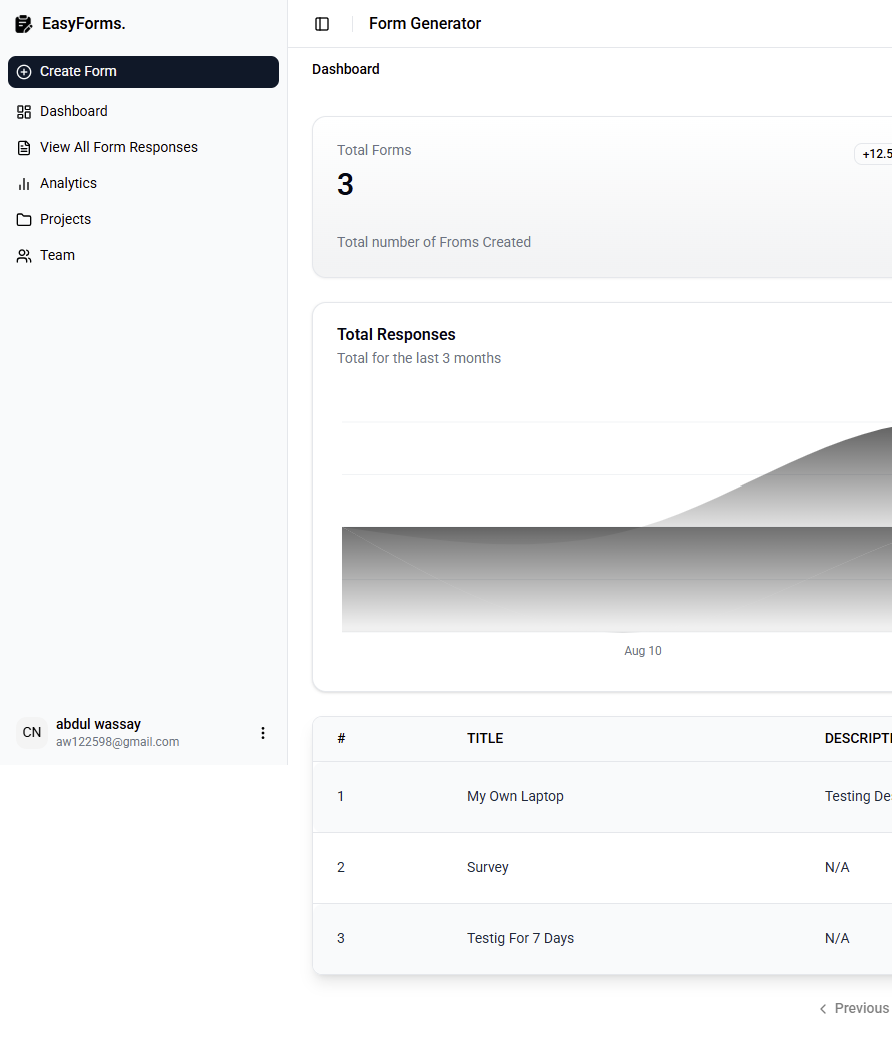 EasyForms.
Create Form
Dashboard
View All Form Responses
Analytics
Projects
Team
CN
abdul wassay
aw122598@gmail.com
Form Generator
Dashboard
Total Forms
+12.5
3
Total number of Froms Created
Total Responses
Total for the last 3 months
Aug 10
# TITLE DESCRIPTI
1 My Own Laptop Testing De
2 Survey N/A
3 Testig For 7 Days N/A
Previous